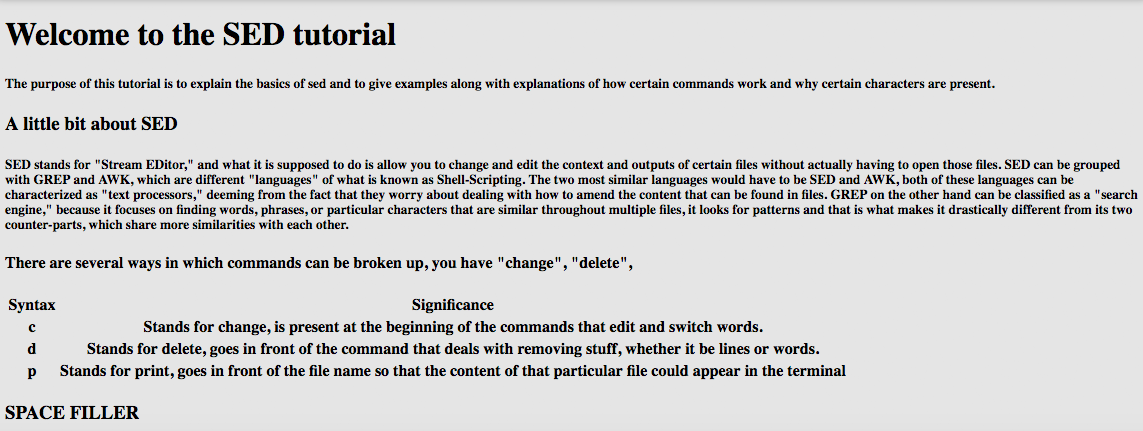 Welcome to the SED tutorial
The purpose of this tutorial is to explain the basics of sed and to give examples along with explanations of how certain commands work and why certain characters are present.
A little bit about SED
SED stands for "Stream EDitor," and what it is supposed to do is allow you to change and edit the context and outputs of certain files without actually having to open those files. SED can be grouped
with GREP and AWK, which are different "languages" of what is known as Shell-Scripting. The two most similar languages would have to be SED and AWK, both of these languages can be
characterized as "text processors," deeming from the fact that they worry about dealing with how to amend the content that can be found in files. GREP on the other hand can be classified as a "search
engine," because it focuses on finding words, phrases, or particular characters that are similar throughout multiple files, it looks for patterns and that is what makes it drastically different from its two
counter-parts, which share more similarities with each other.
There are several ways in which commands can be broken up, you have "change", "delete",
Syntax Significance
c Stands for change, is present at the beginning of the commands that edit and switch words.
d Stands for delete, goes in front of the command that deals with removing stuff, whether it be lines or words.
p Stands for print, goes in front of the file name so that the content of that particular file could appear in the terminal
SPACE FILLER